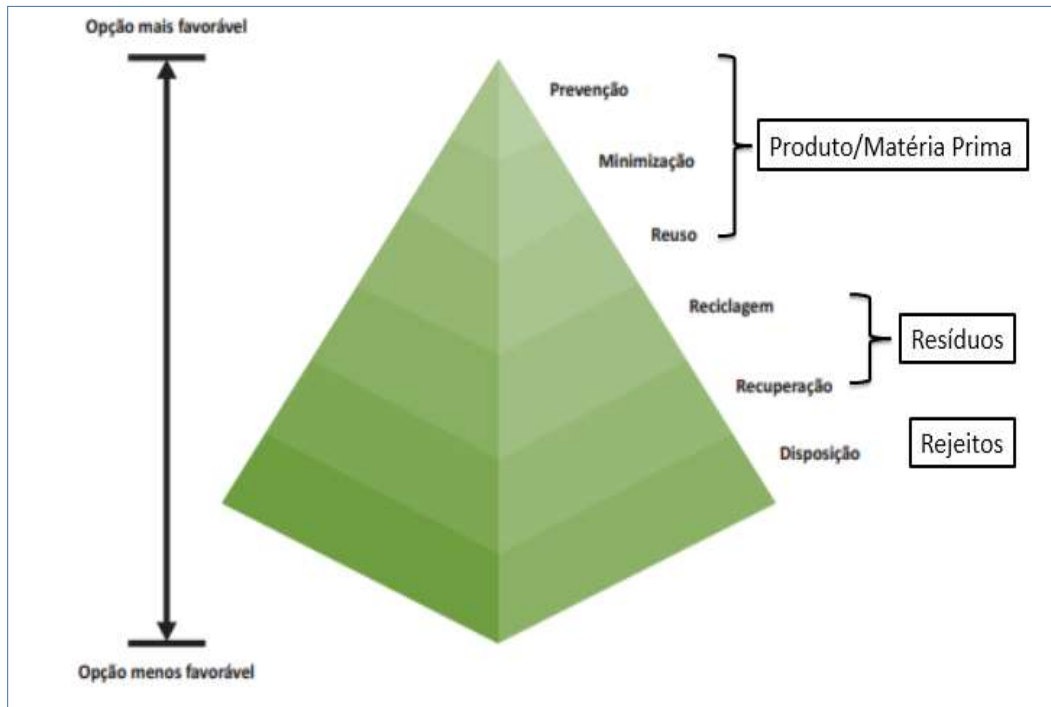 Opção mais favorável
Prevenção
Produto/Matéria Prima
Minimização
Reuso
Reciclagem
Resíduos
Recuperação
Disposição
Rejeitos
Opção menos favorável